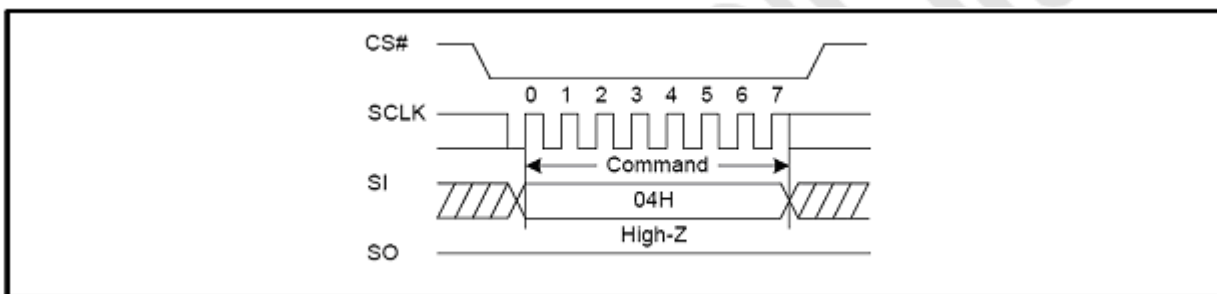 CS#
0 1 2 3 4 5 6 7
SCLK
Command
SI
04H
High-Z
SO